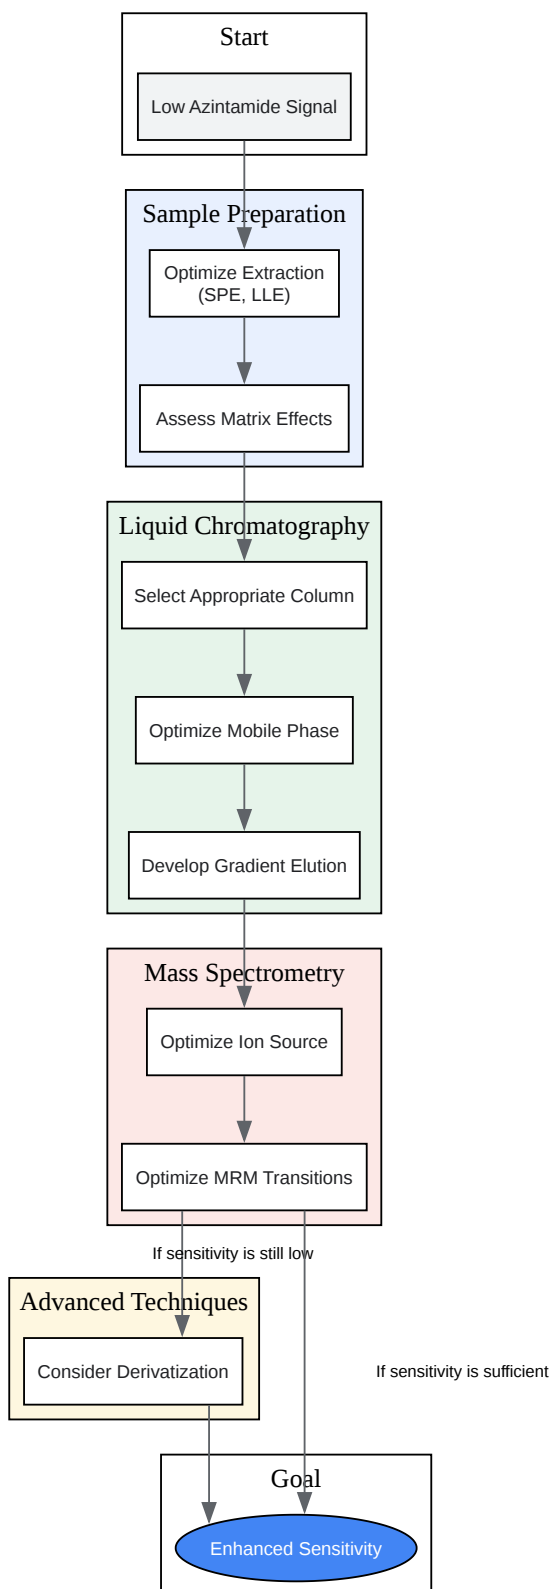 Start
Low Azintamide Signal
Sample Preparation
Optimize Extraction
(SPE, LLE)
Assess Matrix Effects
Liquid Chromatography
Select Appropriate Column
Optimize Mobile Phase
Develop Gradient Elution
Mass Spectrometry
Optimize Ion Source
Optimize MRM Transitions
If sensitivity is still low
Advanced Techniques
Consider Derivatization
If sensitivity is sufficient
Goal
Enhanced Sensitivity